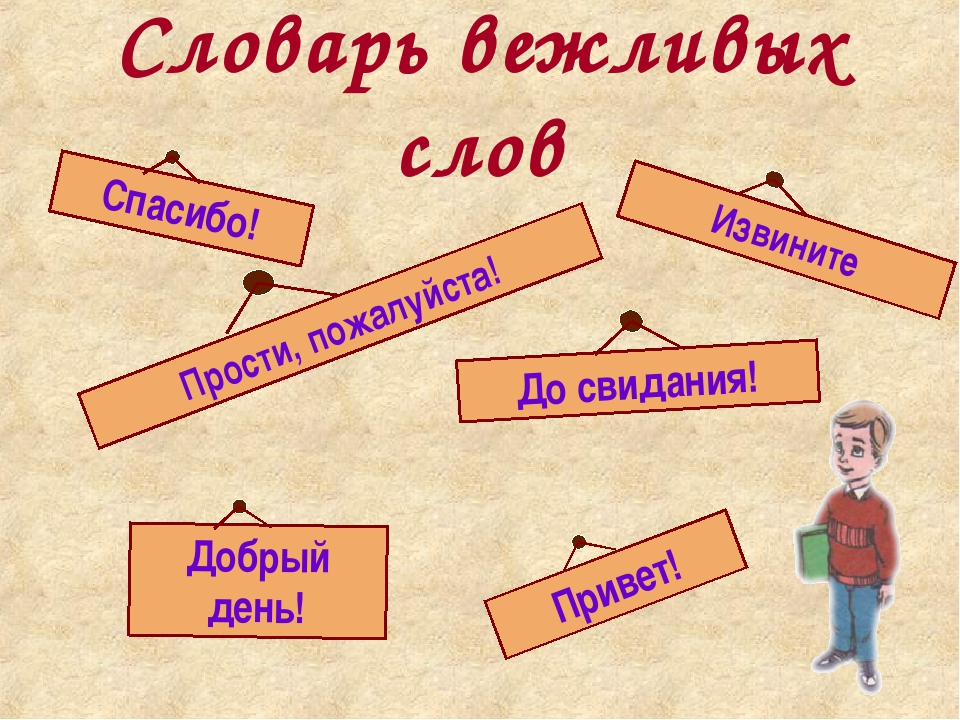 Словарь вежливых
слов
Спасибо!
Извините
Прости, пожалуйста!
До свидания!
Добрый
день!
Привет!